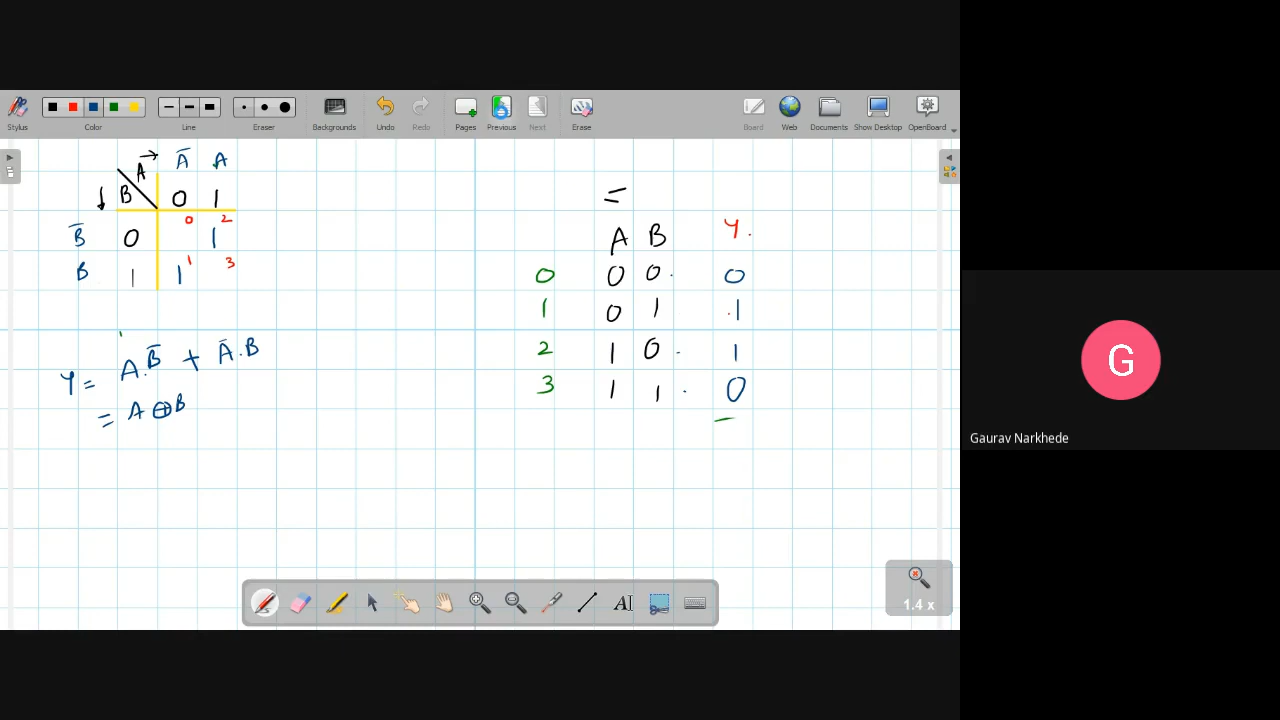 Stylus Color Line Eraser Backgrounds Undo Redo Pages Previous Next Erase Board Web Documents Show Desktop OpenBoard
A → Ā A
↓ B 0 1
B̄ 0 0 1 2
B 1 1 1 3
Y = A.B̄ + Ā.B
= A ⊕ B
=
A B Y.
0 0 0. 0
1 0 1 .1
2 1 0. 1
3 1 1. 0
AI
1.4 x
G
Gaurav Narkhede